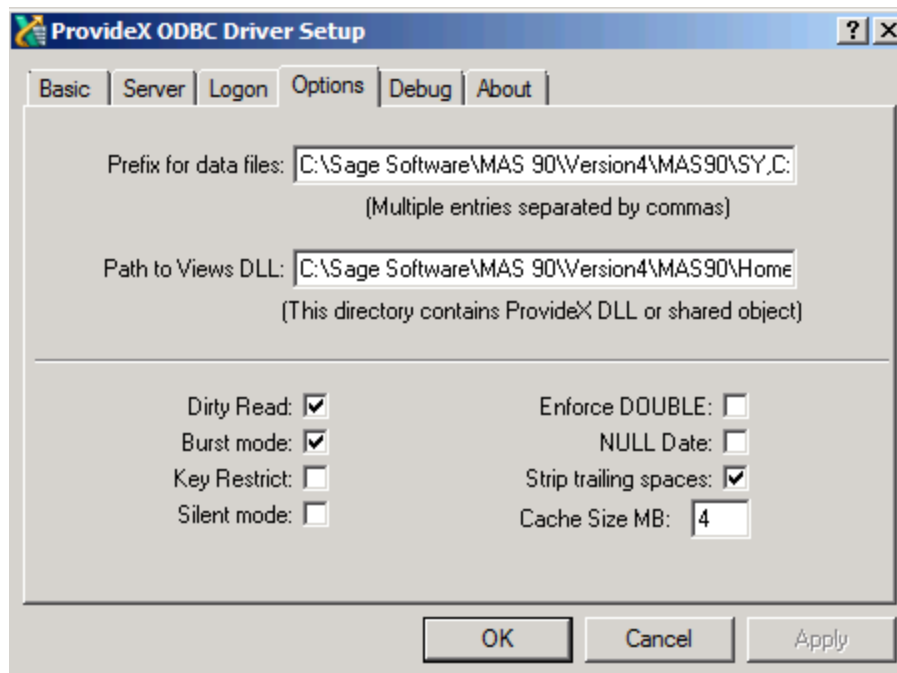 ProvideX ODBC Driver Setup
Basic Server Logon Options Debug About
Prefix for data files: C:\Sage Software\MAS 90\Version4\MAS90\SY,C:
(Multiple entries separated by commas)
Path to Views DLL: C:\Sage Software\MAS 90\Version4\MAS90\Home
(This directory contains ProvideX DLL or shared object)
Dirty Read: Enforce DOUBLE:
Burst mode: NULL Date:
Key Restrict: Strip trailing spaces:
Silent mode: Cache Size MB: 4
OK Cancel Apply